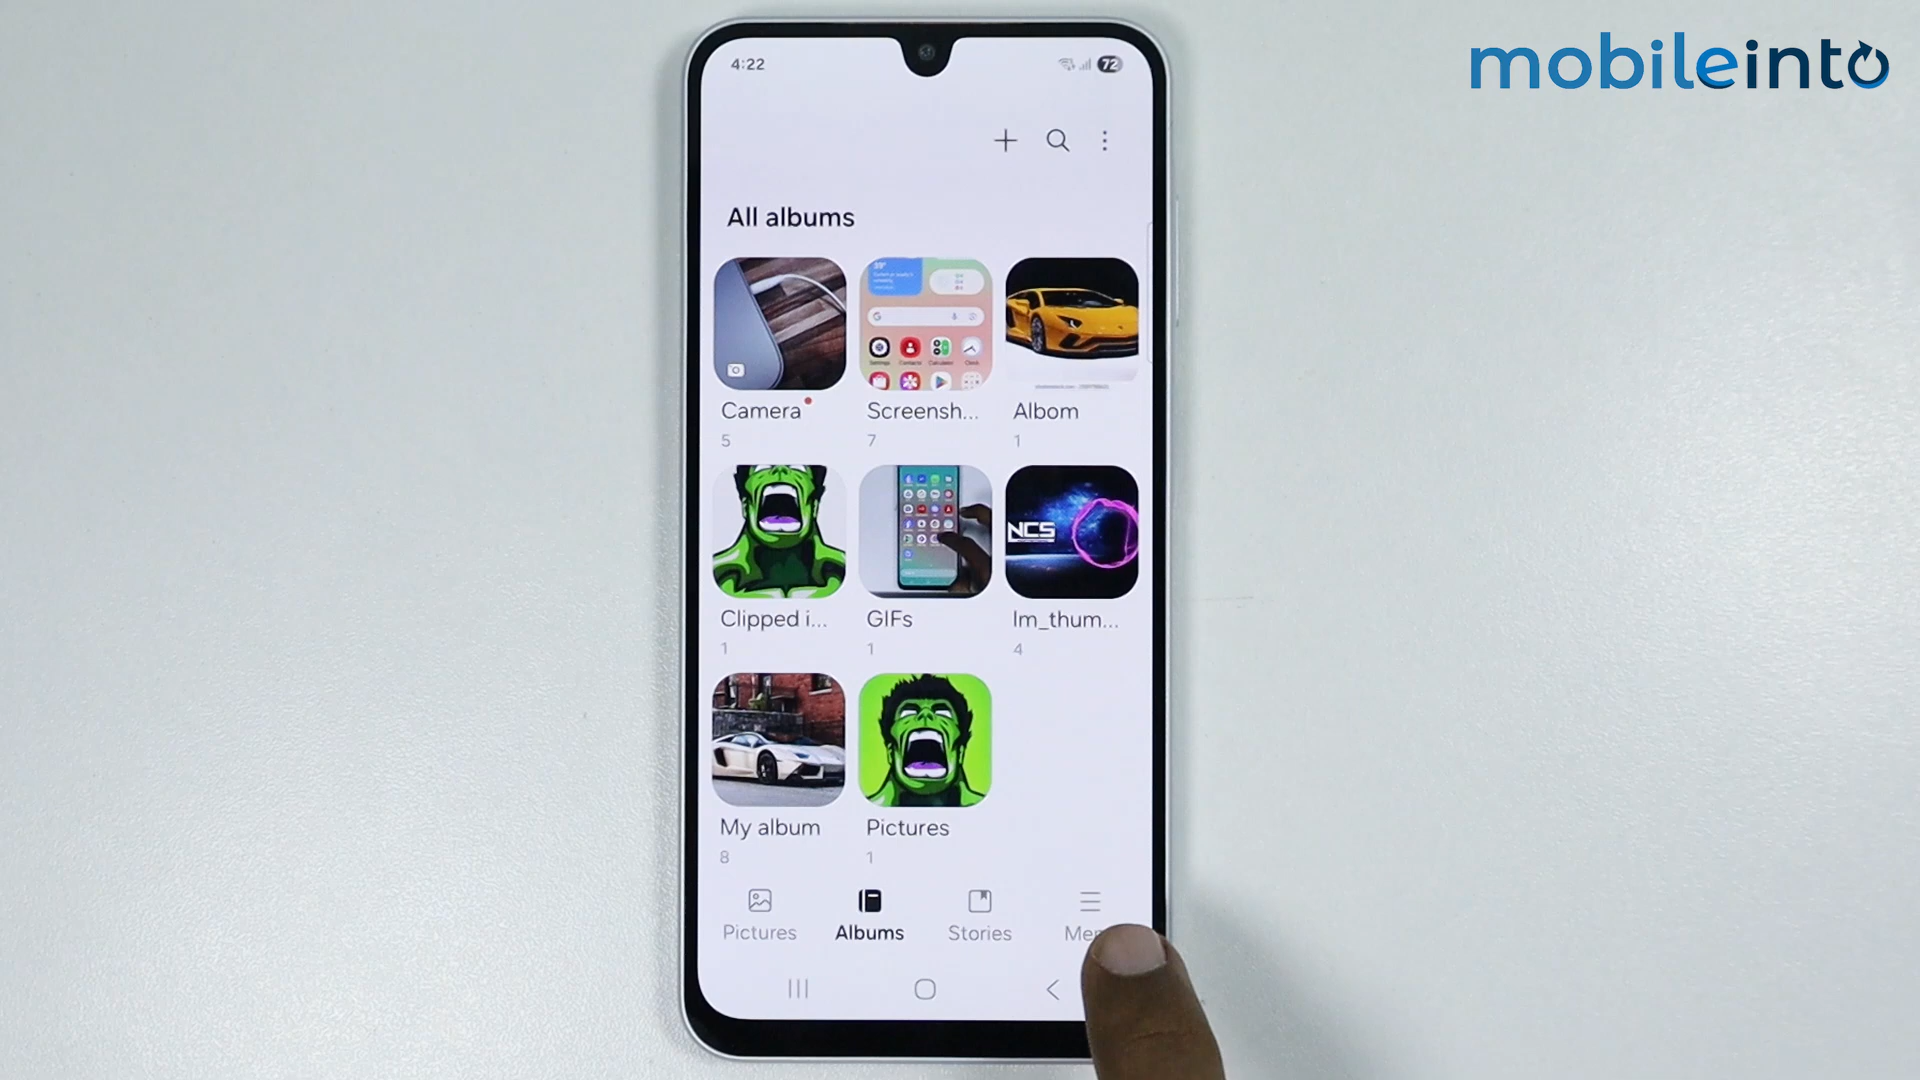 mobileinto
4:22
72
All albums
Camera
5
Screensh...
7
Albom
1
Clipped i...
1
GIFs
1
NCS
Im_thum...
4
My album
8
Pictures
1
Pictures
Albums
Stories